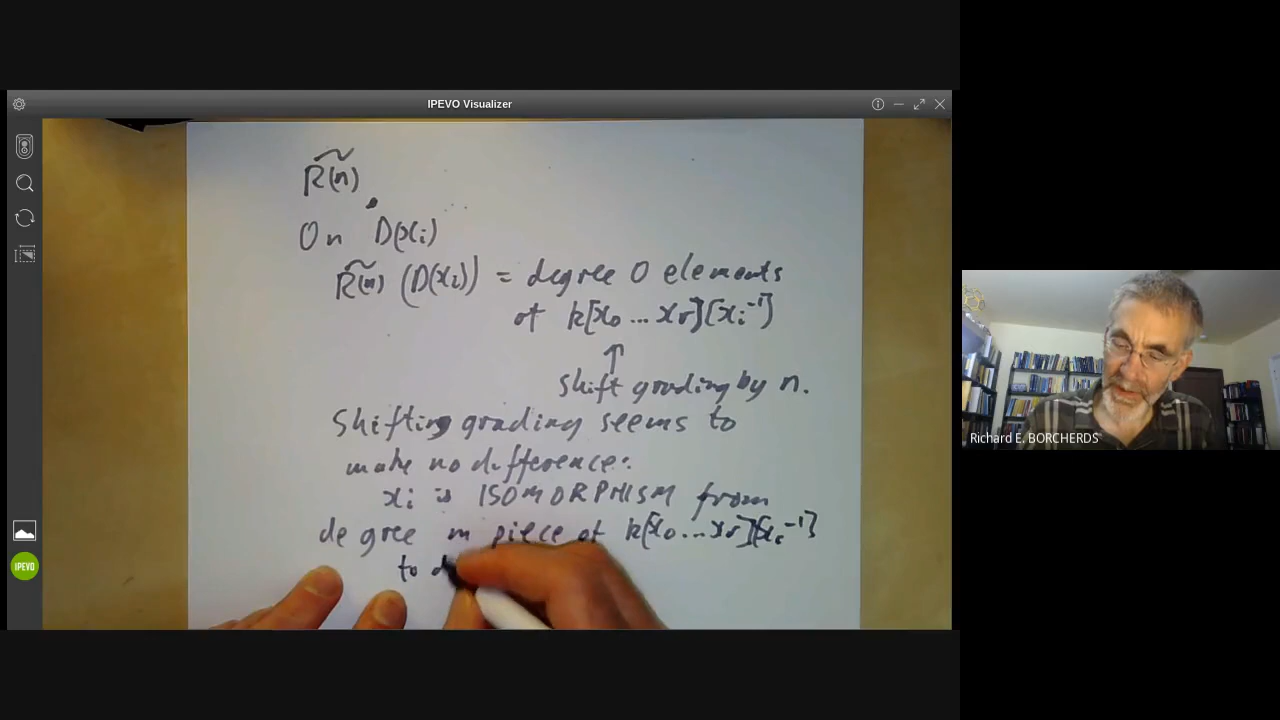 IPEVO Visualizer
R̃(n)
On D(xᵢ)
R̃(n) (D(xᵢ)) = degree 0 elements
of k[x₀ ... xᵣ][xᵢ⁻¹]
↑
shift grading by n.
Shifting grading seems to
make no difference:
xᵢ is ISOMORPHISM from
degree m piece of k[x₀ ... xᵣ][xᵢ⁻¹]
to d
IPEVO
Richard E. BORCHERDS